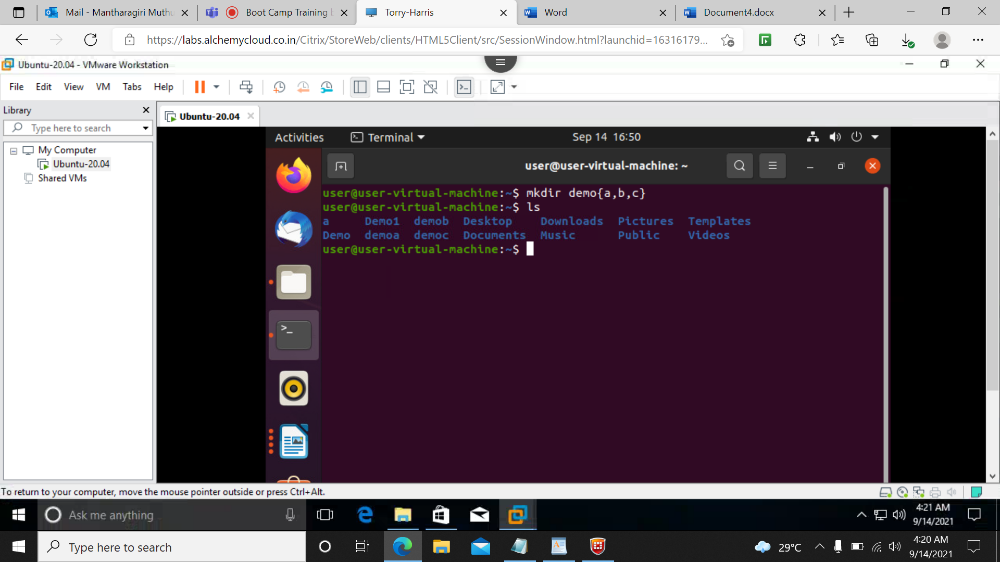 Mail - Mantharagiri Muthu
Boot Camp Training b
Torry-Harris
Word
Document4.docx
https://labs.alchemycloud.co.in/Citrix/StoreWeb/clients/HTML5Client/src/SessionWindow.html?launchid=16316179...
Ubuntu-20.04 - VMware Workstation
File Edit View VM Tabs Help
Library
Type here to search
My Computer
Ubuntu-20.04
Shared VMs
Ubuntu-20.04
Activities Terminal Sep 14 16:50
user@user-virtual-machine: ~
user@user-virtual-machine:~$ mkdir demo{a,b,c}
user@user-virtual-machine:~$ ls
a Demo1 demob Desktop Downloads Pictures Templates
Demo demoa democ Documents Music Public Videos
user@user-virtual-machine:~$
To return to your computer, move the mouse pointer outside or press Ctrl+Alt.
Ask me anything
4:21 AM
9/14/2021
Type here to search
29°C
4:20 AM
9/14/2021